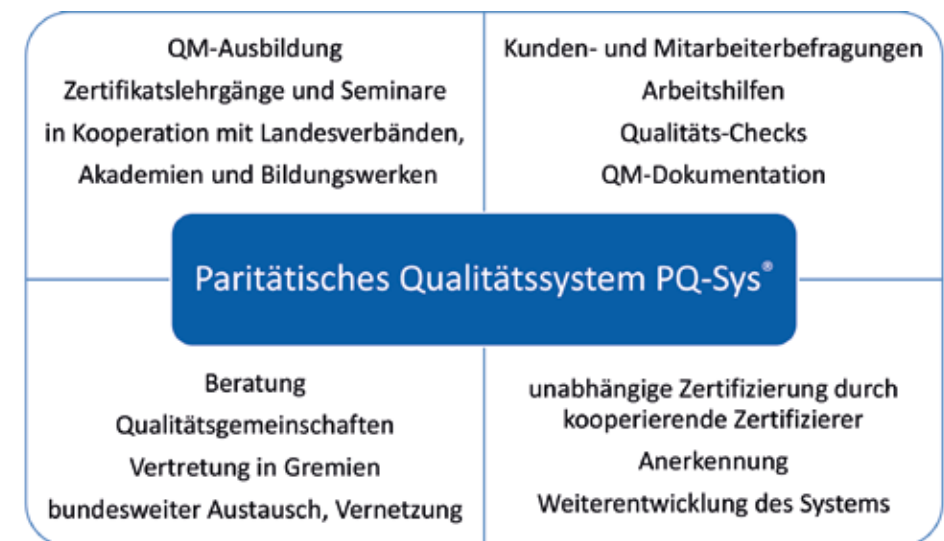 QM-Ausbildung
Zertifikatslehrgänge und Seminare
in Kooperation mit Landesverbänden,
Akademien und Bildungswerken
Kunden- und Mitarbeiterbefragungen
Arbeitshilfen
Qualitäts-Checks
QM-Dokumentation
Paritätisches Qualitätssystem PQ-Sys®
Beratung
Qualitätsgemeinschaften
Vertretung in Gremien
bundesweiter Austausch, Vernetzung
unabhängige Zertifizierung durch
kooperierende Zertifizierer
Anerkennung
Weiterentwicklung des Systems